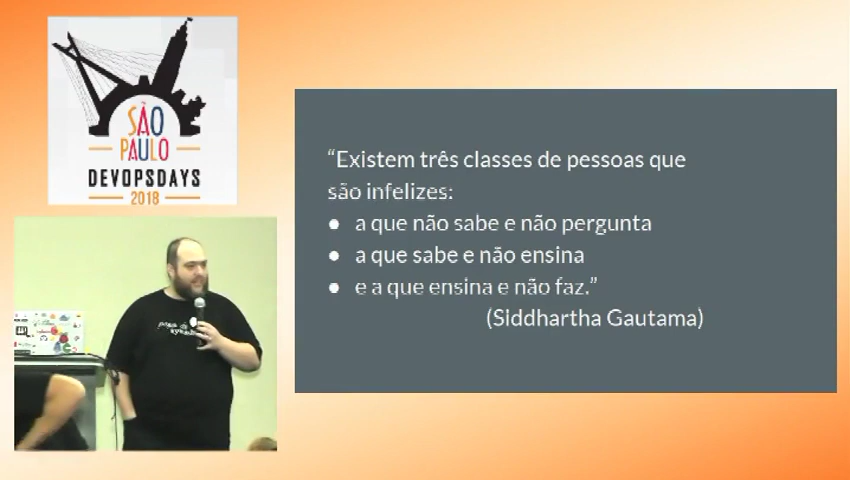 SÃO
PAULO
DEVOPSDAYS
2018
“Existem três classes de pessoas que
são infelizes:
● a que não sabe e não pergunta
● a que sabe e não ensina
● e a que ensina e não faz.”
(Siddhartha Gautama)